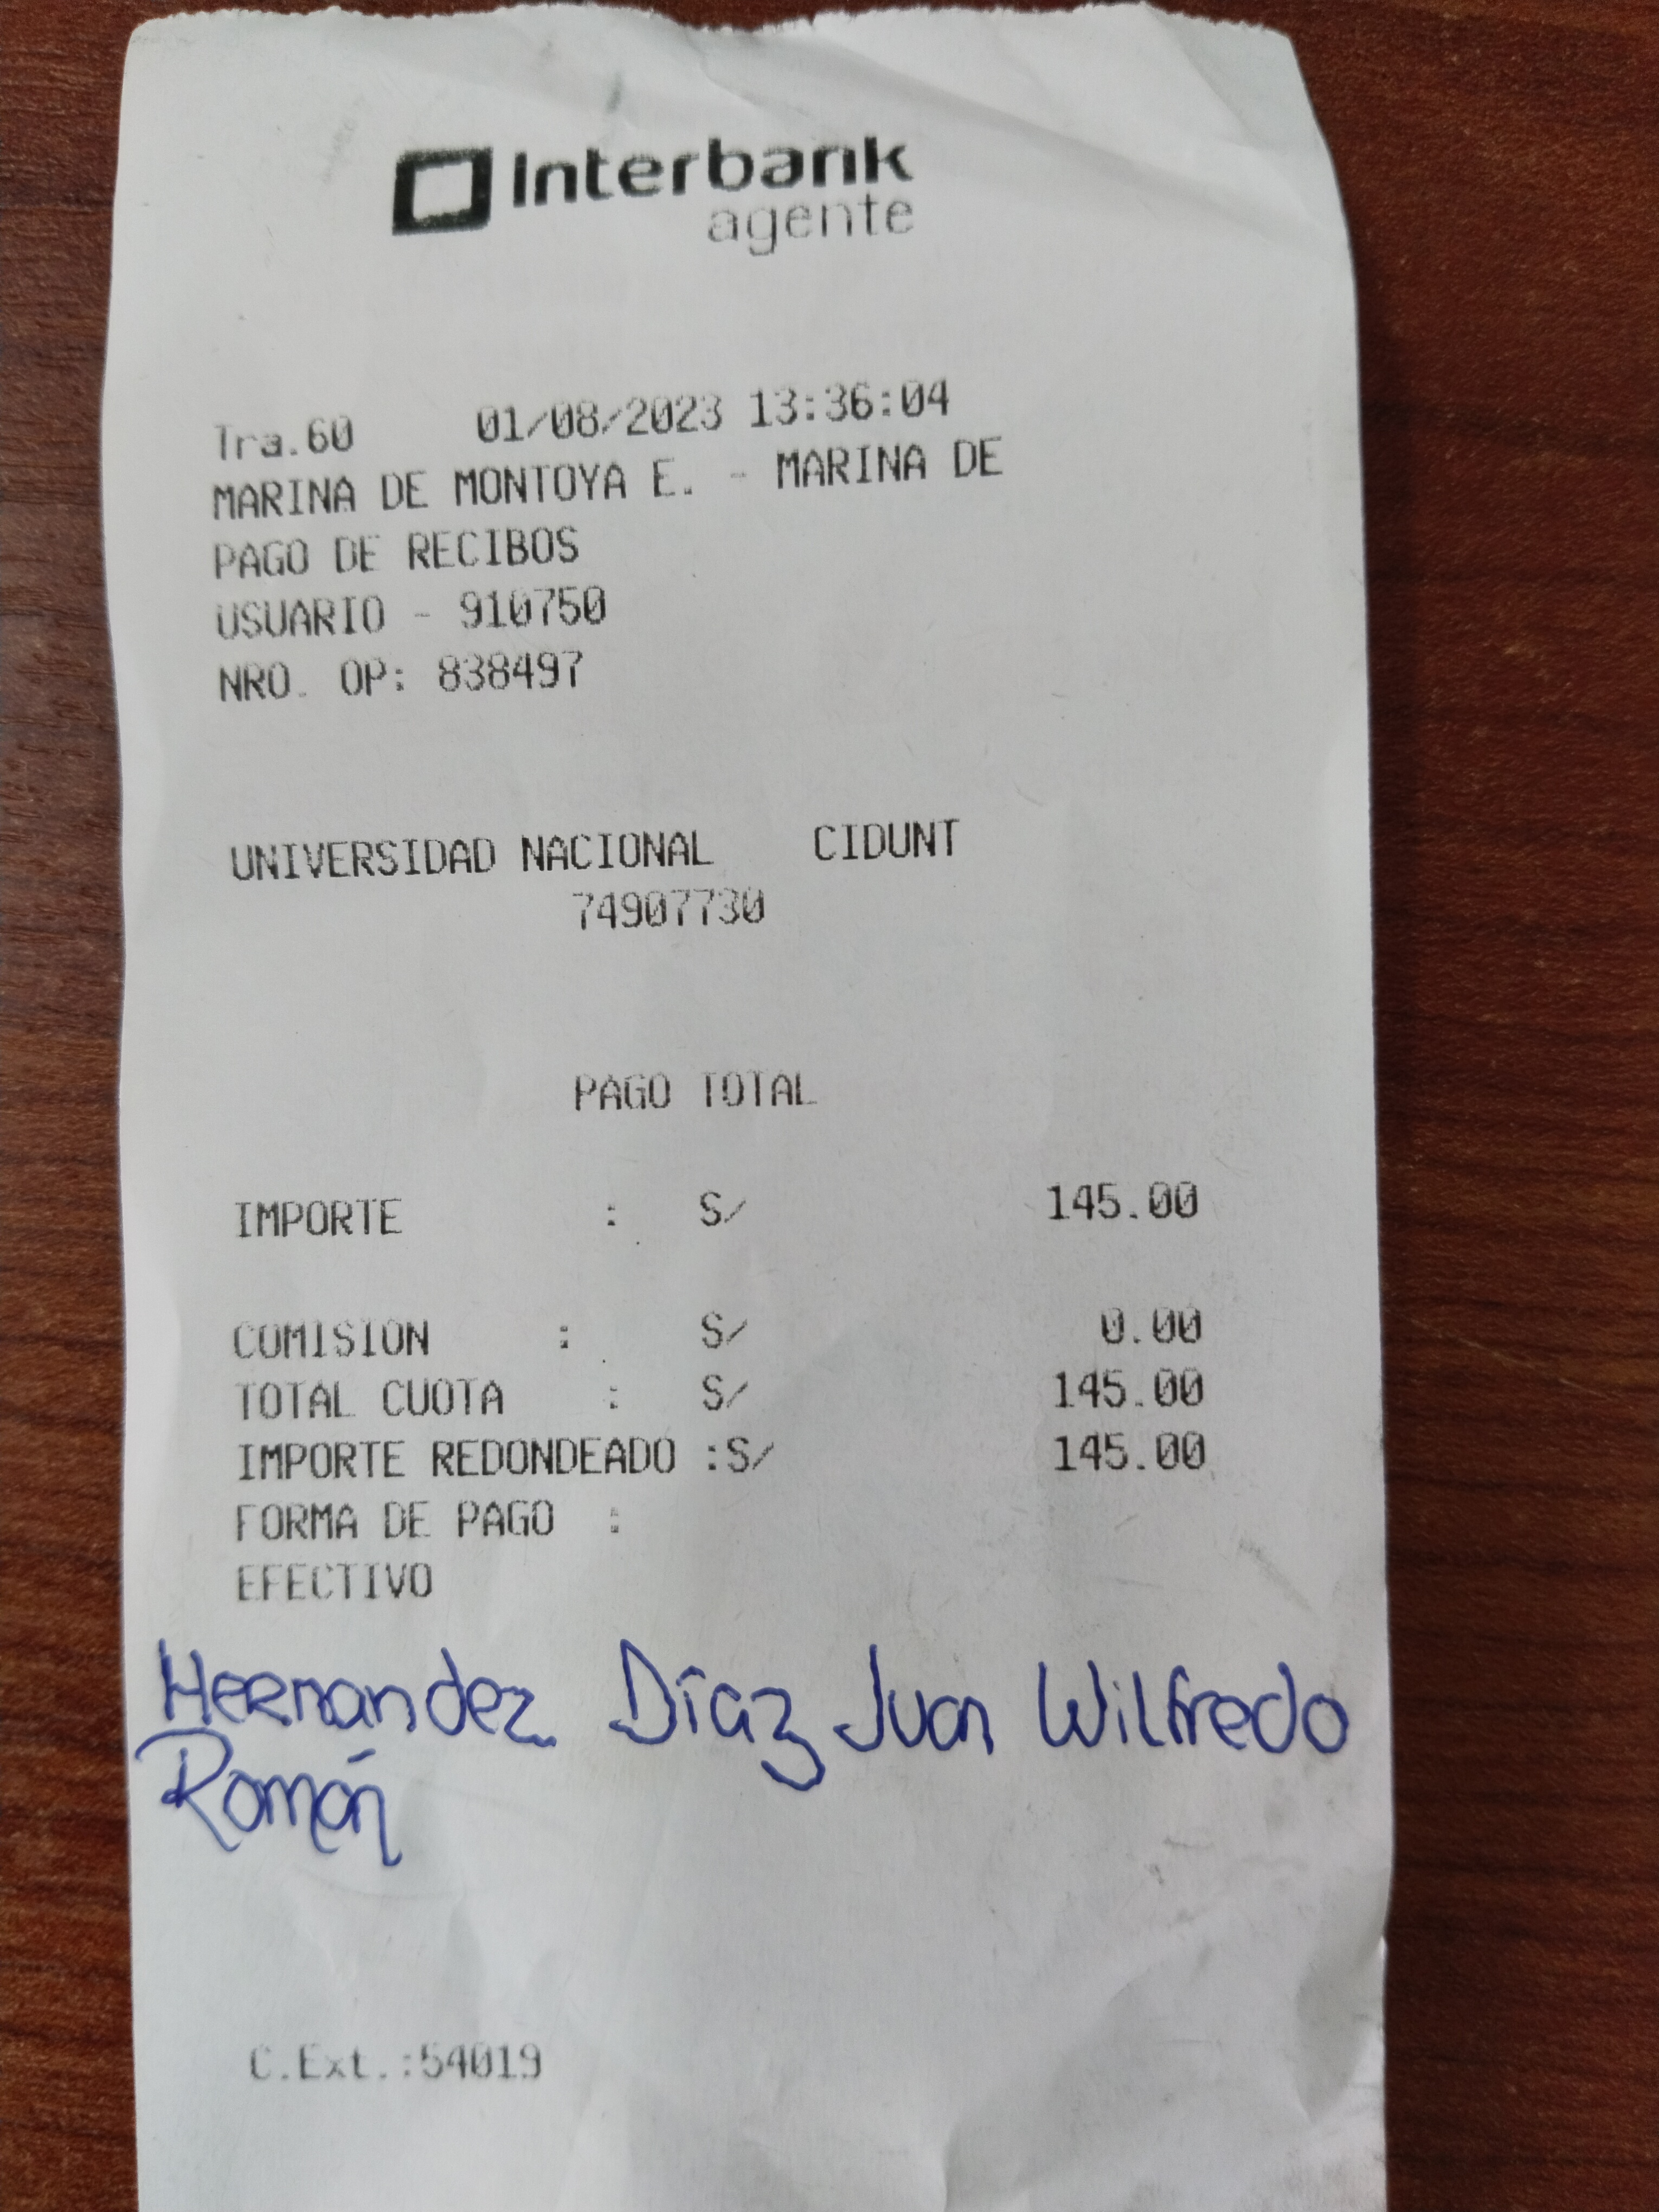 Interbank
agente
Tra.60 01/08/2023 13:36:04
MARINA DE MONTOYA E. - MARINA DE
PAGO DE RECIBOS
USUARIO - 910750
NRO. OP: 838497
UNIVERSIDAD NACIONAL CIDUNT
74907730
PAGO TOTAL
IMPORTE : S/ 145.00
COMISION : S/ 0.00
TOTAL CUOTA : S/ 145.00
IMPORTE REDONDEADO :S/ 145.00
FORMA DE PAGO :
EFECTIVO
Hernandez Díaz Juan Wilfredo
Román
C.Ext.:54019